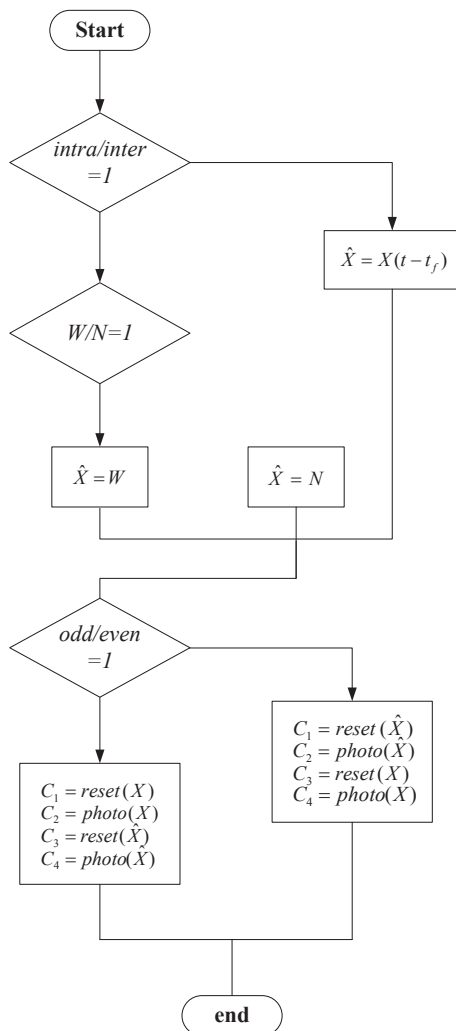 Start
intra/inter
=1
X̂ = X(t − t_f)
W/N=1
X̂ = W
X̂ = N
odd/even
=1
C₁ = reset(X̂)
C₂ = photo(X̂)
C₃ = reset(X)
C₄ = photo(X)
C₁ = reset(X)
C₂ = photo(X)
C₃ = reset(X̂)
C₄ = photo(X̂)
end